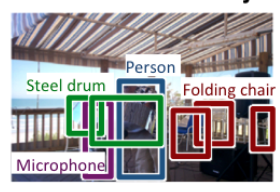 Person
Steel drum
Folding chair
Microphone